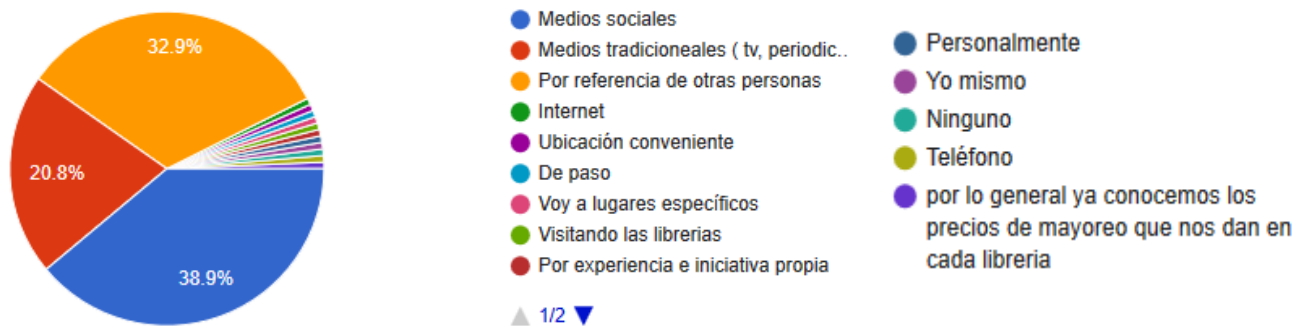 32.9%
20.8%
38.9%
Medios sociales
Medios tradicioneales ( tv, periodic..
Por referencia de otras personas
Internet
Ubicación conveniente
De paso
Voy a lugares específicos
Visitando las librerias
Por experiencia e iniciativa propia
1/2
Personalmente
Yo mismo
Ninguno
Teléfono
por lo general ya conocemos los
precios de mayoreo que nos dan en
cada libreria